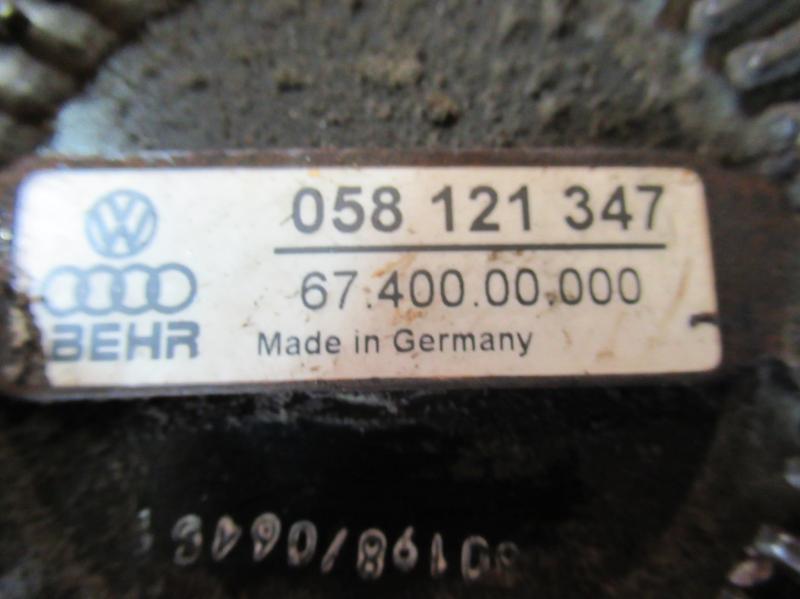 058 121 347
67.400.00.000
BEHR
Made in Germany